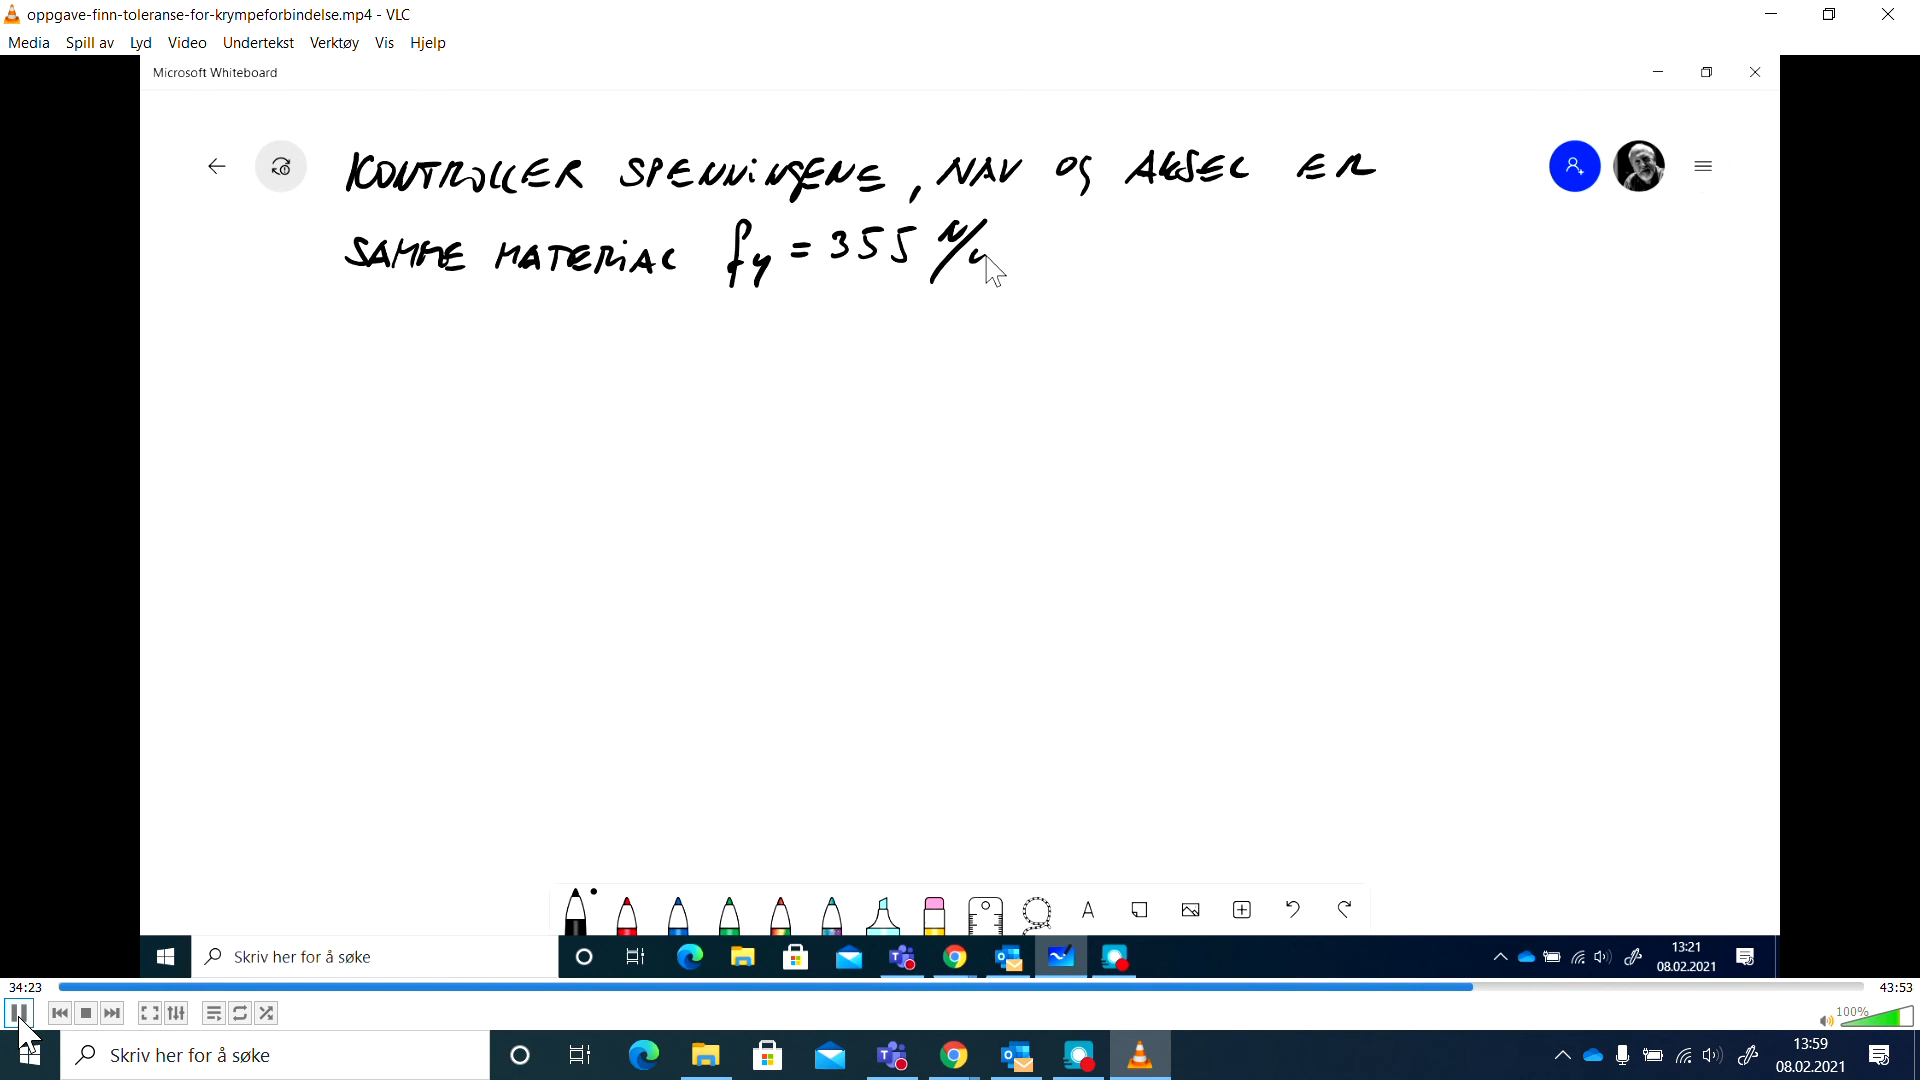 oppgave-finn-toleranse-for-krympeforbindelse.mp4 - VLC
Media Spill av Lyd Video Undertekst Verktøy Vis Hjelp
Microsoft Whiteboard
KONTROLLER SPENNINGENE, NAV OG AKSEL ER
SAMME MATERIAL fy = 355 N/
A
Skriv her for å søke
13:21
08.02.2021
34:23
43:53
100%
Skriv her for å søke
13:59
08.02.2021